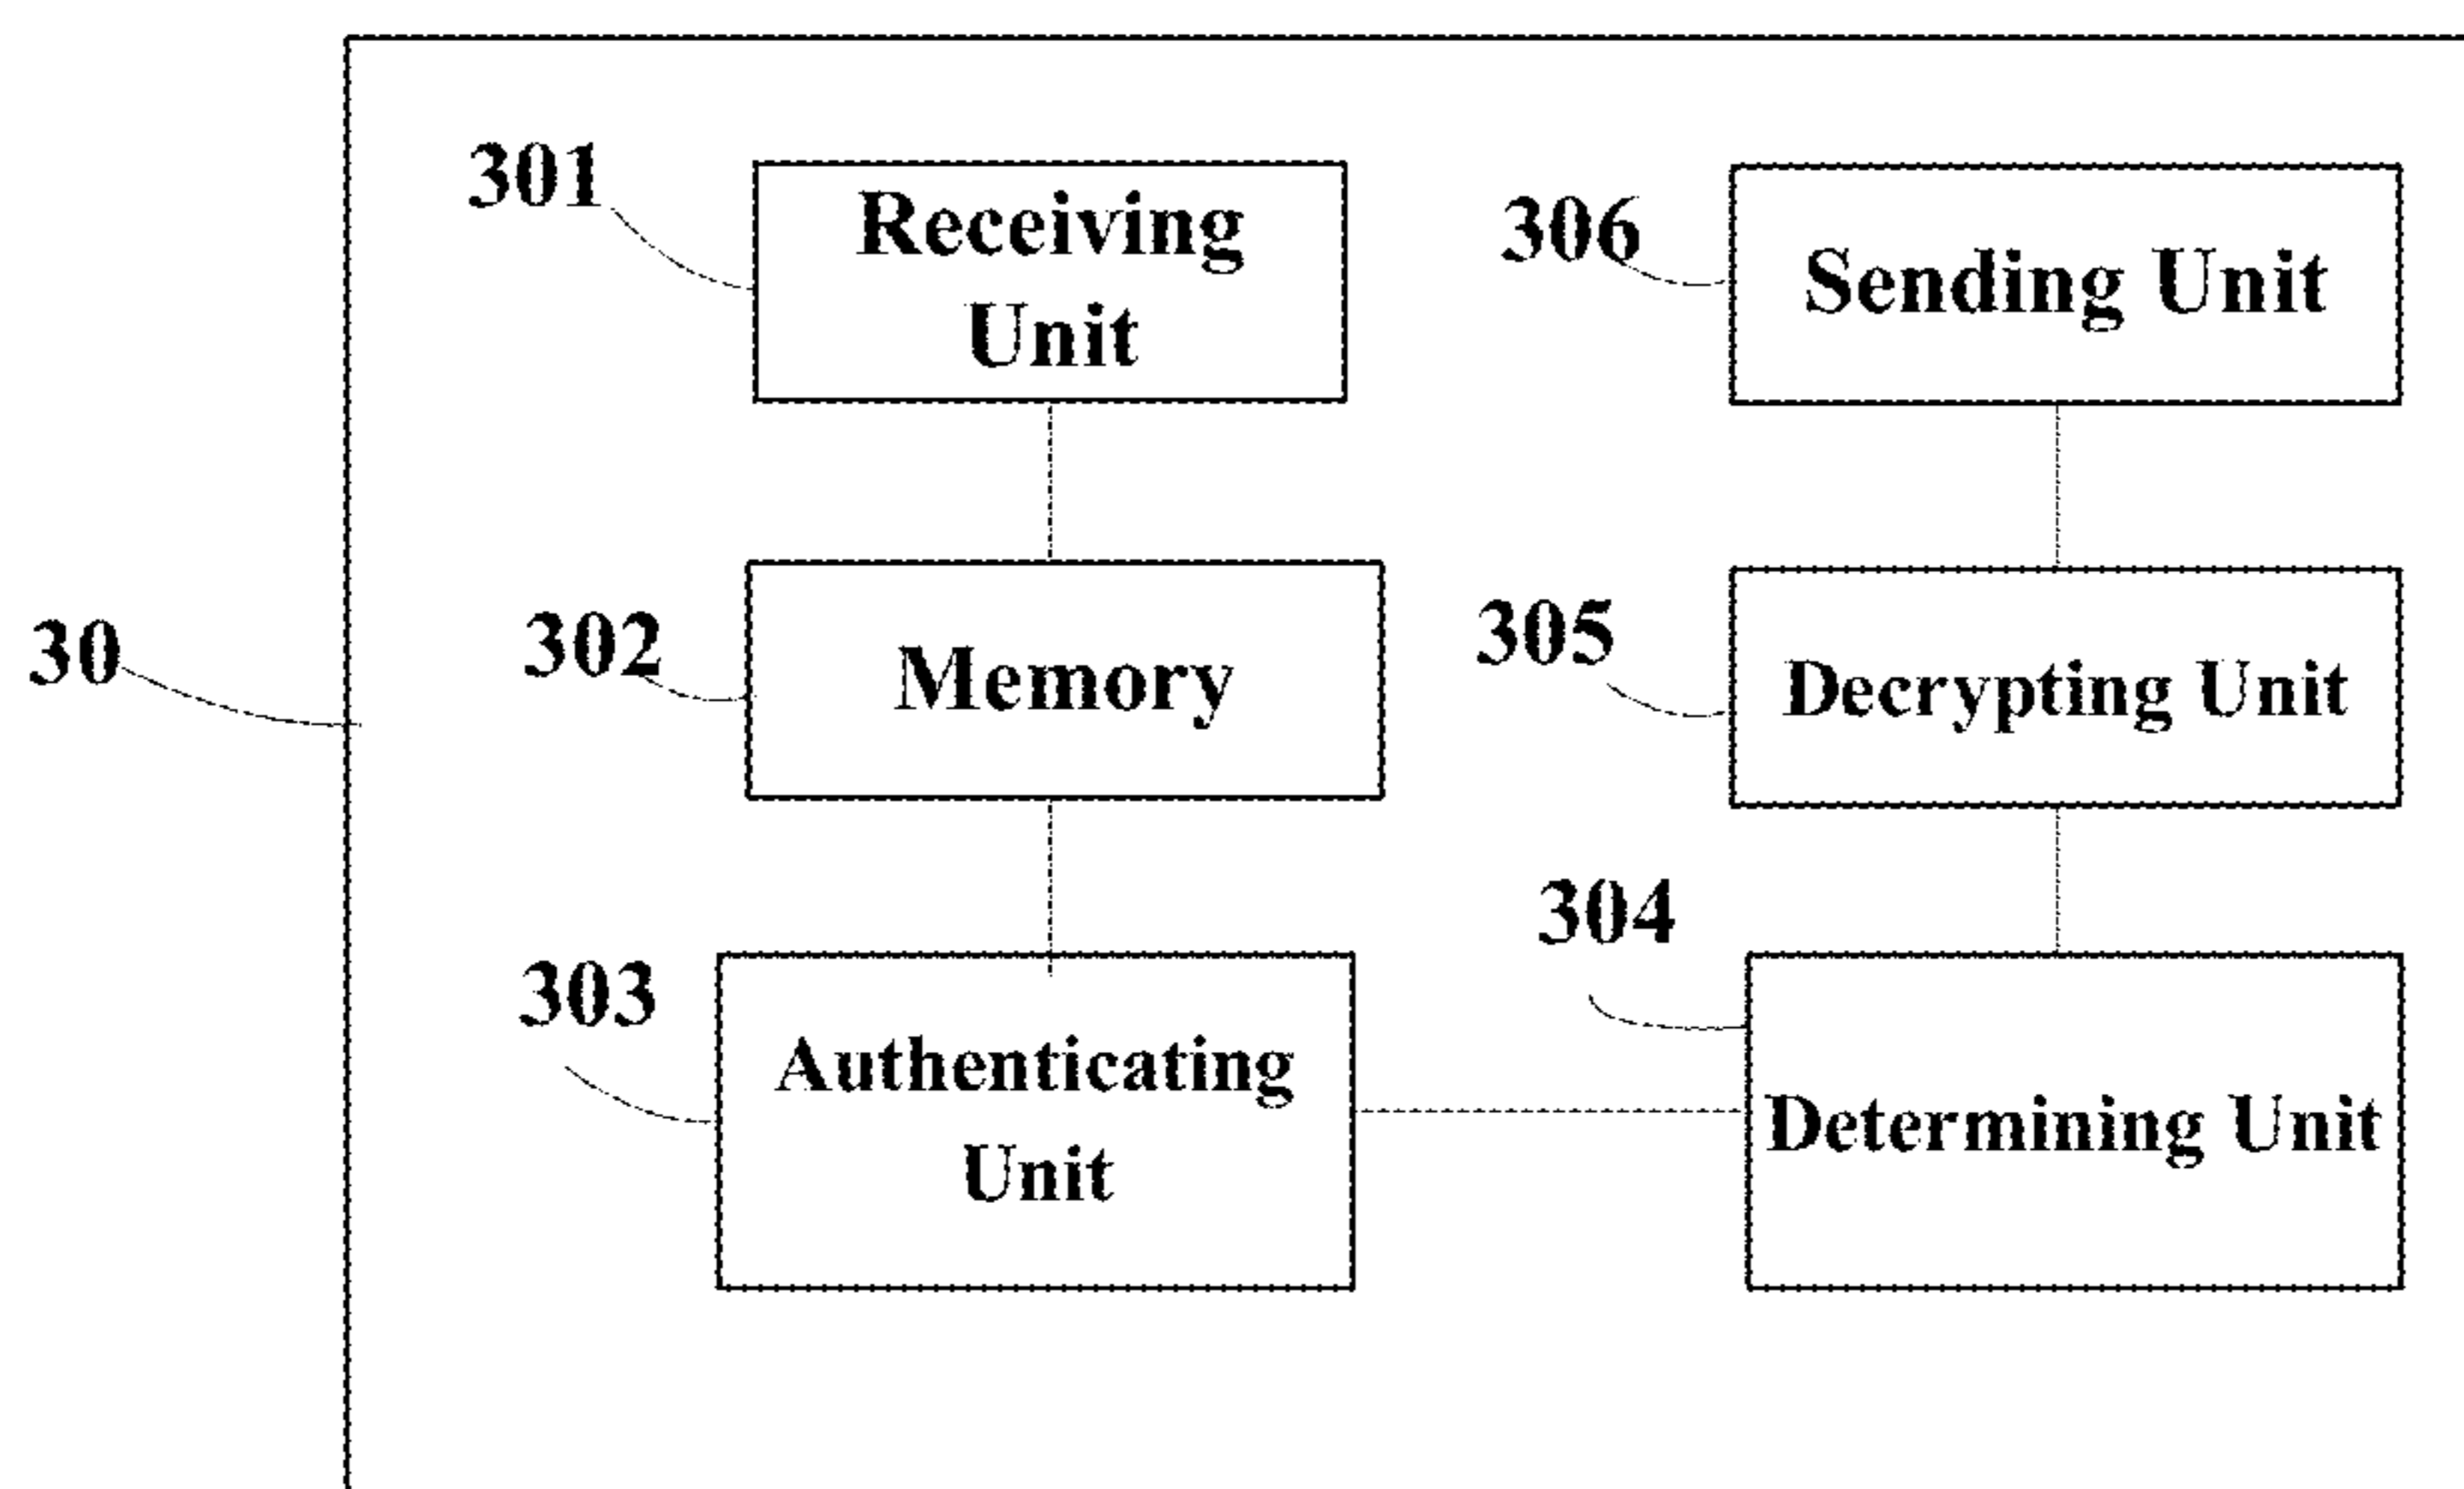 301
Receiving
Unit
306
Sending Unit
30
302
Memory
305
Decrypting Unit
303
Authenticating
Unit
304
Determining Unit